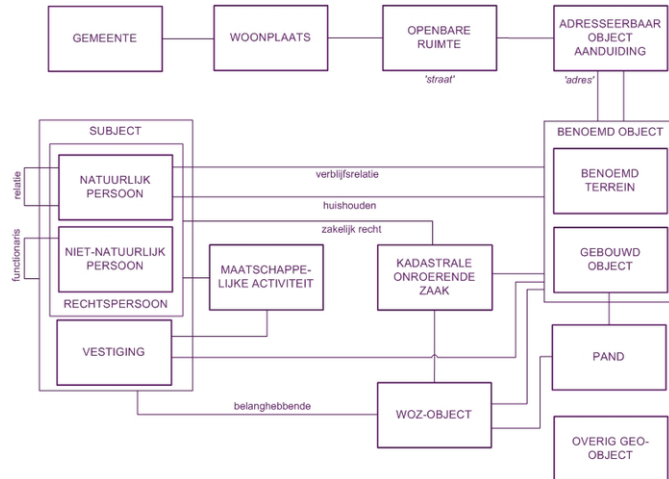 GEMEENTE
WOONPLAATS
OPENBARE
RUIMTE
ADRESSEERBAAR
OBJECT
AANDUIDING
'straat'
'adres'
SUBJECT
BENOEMD OBJECT
NATUURLIJK
PERSOON
relatie
verblijfsrelatie
BENOEMD
TERREIN
huishouden
zakelijk recht
functionaris
NIET-NATUURLIJK
PERSOON
MAATSCHAPPE-
LIJKE ACTIVITEIT
KADASTRALE
ONROERENDE
ZAAK
GEBOUWD
OBJECT
RECHTSPERSOON
VESTIGING
PAND
belanghebbende
WOZ-OBJECT
OVERIG GEO-
OBJECT